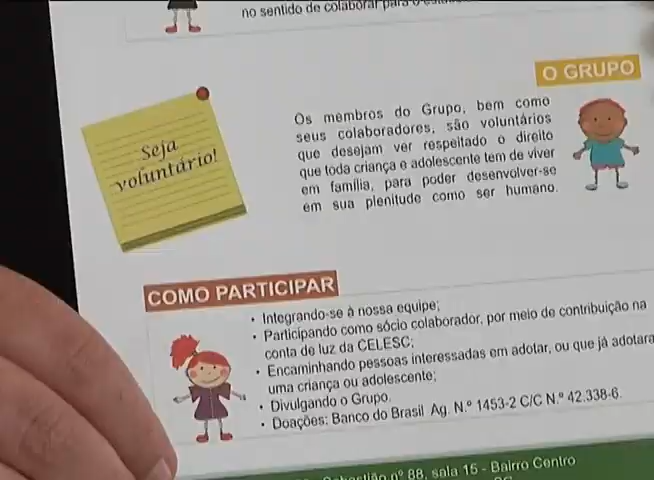 no sentido de colaborar para o
O GRUPO
Seja
voluntário!
Os membros do Grupo, bem como
seus colaboradores, são voluntários
que desejam ver respeitado o direito
que toda criança e adolescente tem de viver
em família, para poder desenvolver-se
em sua plenitude como ser humano.
COMO PARTICIPAR
• Integrando-se à nossa equipe;
• Participando como sócio colaborador, por meio de contribuição na
conta de luz da CELESC;
• Encaminhando pessoas interessadas em adotar, ou que já adotara
uma criança ou adolescente;
• Divulgando o Grupo.
• Doações: Banco do Brasil Ag. N.º 1453-2 C/C N.º 42.338-6.
nº 88, sala 15 - Bairro Centro